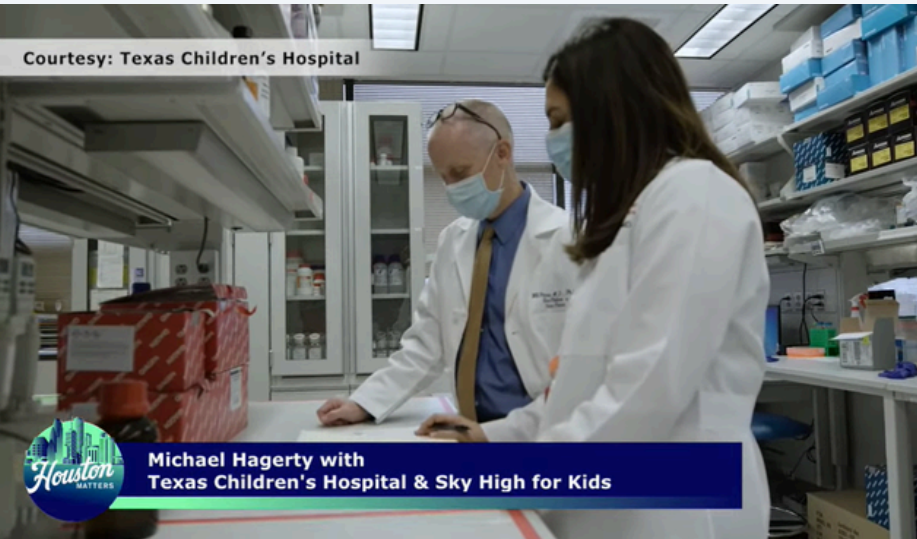 Courtesy: Texas Children's Hospital
Houston
MATTERS
Michael Hagerty with
Texas Children's Hospital & Sky High for Kids